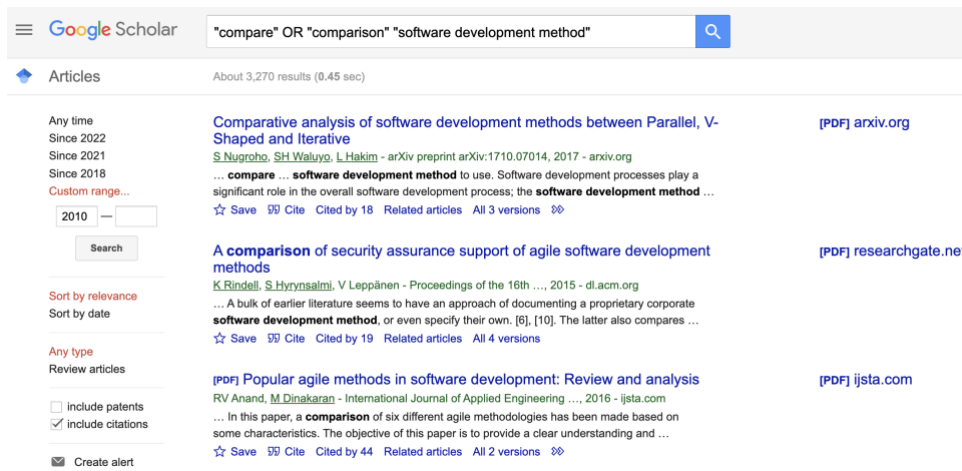 Google Scholar
"compare" OR "comparison" "software development method"
Articles
About 3,270 results (0.45 sec)
Any time
Since 2022
Since 2021
Since 2018
Custom range...
2010 —
Search
Sort by relevance
Sort by date
Any type
Review articles
include patents
include citations
Create alert
Comparative analysis of software development methods between Parallel, V-
Shaped and Iterative
S Nugroho, SH Waluyo, L Hakim - arXiv preprint arXiv:1710.07014, 2017 - arxiv.org
... compare ... software development method to use. Software development processes play a
significant role in the overall software development process; the software development method ...
Save Cite Cited by 18 Related articles All 3 versions
[PDF] arxiv.org
A comparison of security assurance support of agile software development
methods
K Rindell, S Hyrynsalmi, V Leppänen - Proceedings of the 16th ..., 2015 - dl.acm.org
... A bulk of earlier literature seems to have an approach of documenting a proprietary corporate
software development method, or even specify their own. [6], [10]. The latter also compares ...
Save Cite Cited by 19 Related articles All 4 versions
[PDF] researchgate.ne
[PDF] Popular agile methods in software development: Review and analysis
RV Anand, M Dinakaran - International Journal of Applied Engineering ..., 2016 - ijsta.com
... In this paper, a comparison of six different agile methodologies has been made based on
some characteristics. The objective of this paper is to provide a clear understanding and ...
Save Cite Cited by 44 Related articles All 2 versions
[PDF] ijsta.com